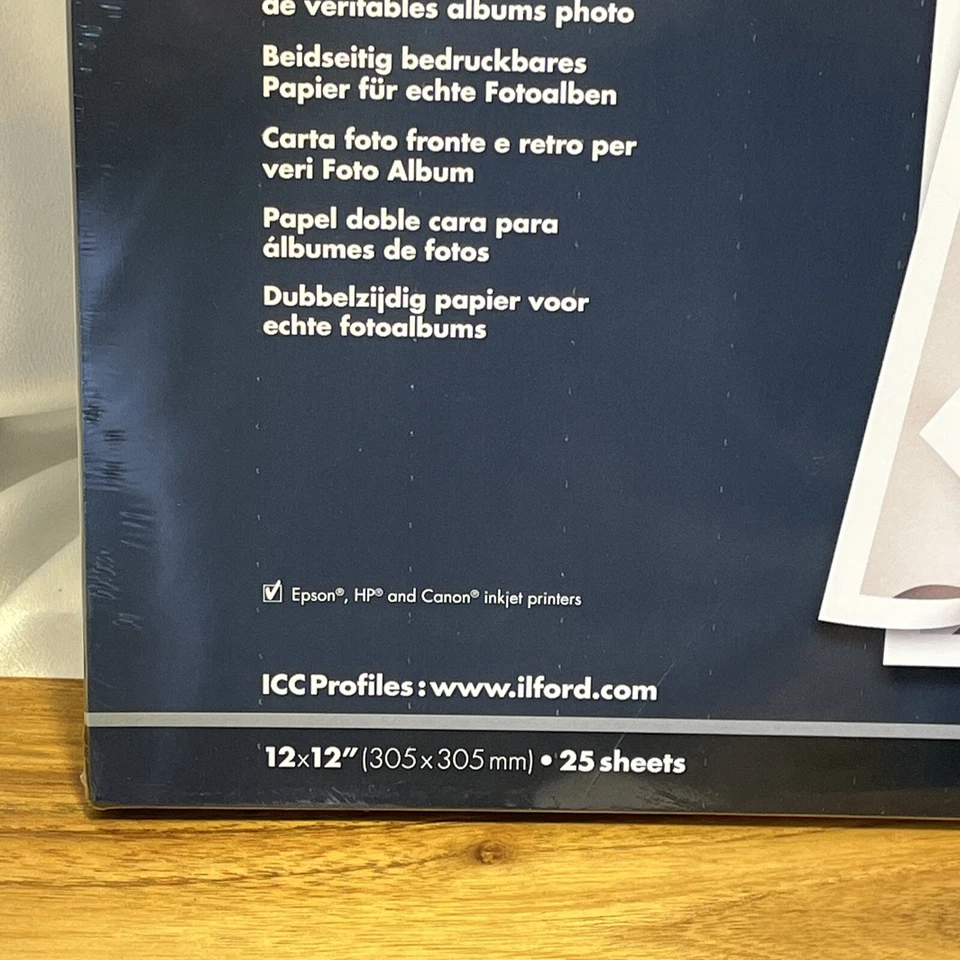 de véritables albums photo
Beidseitig bedruckbares
Papier für echte Fotoalben
Carta foto fronte e retro per
veri Foto Album
Papel doble cara para
álbumes de fotos
Dubbelzijdig papier voor
echte fotoalbums
Epson®, HP® and Canon® inkjet printers
ICC Profiles: www.ilford.com
12x12" (305 x 305 mm) • 25 sheets